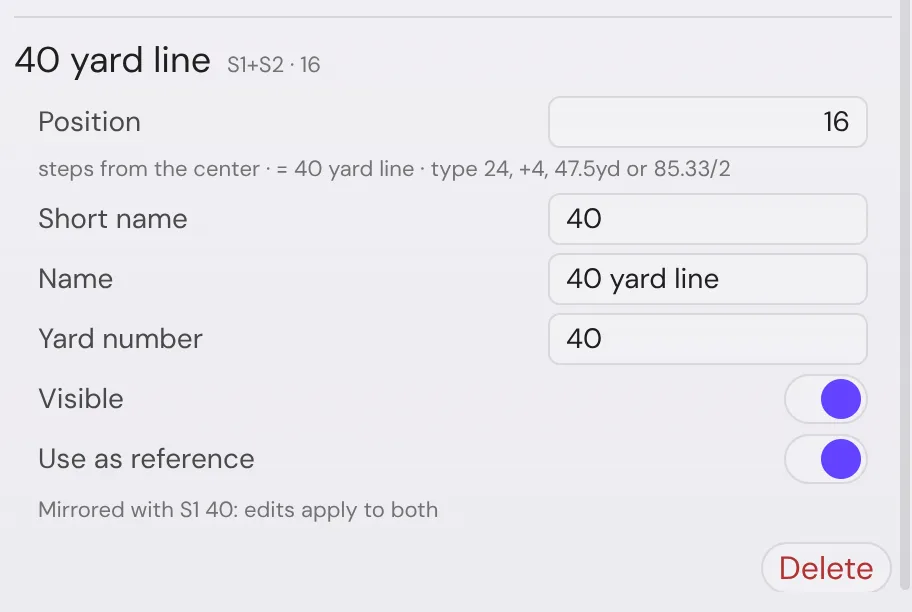 40 yard line S1+S2 · 16
Position 16
steps from the center · = 40 yard line · type 24, +4, 47.5yd or 85.33/2
Short name 40
Name 40 yard line
Yard number 40
Visible
Use as reference
Mirrored with S1 40: edits apply to both
Delete